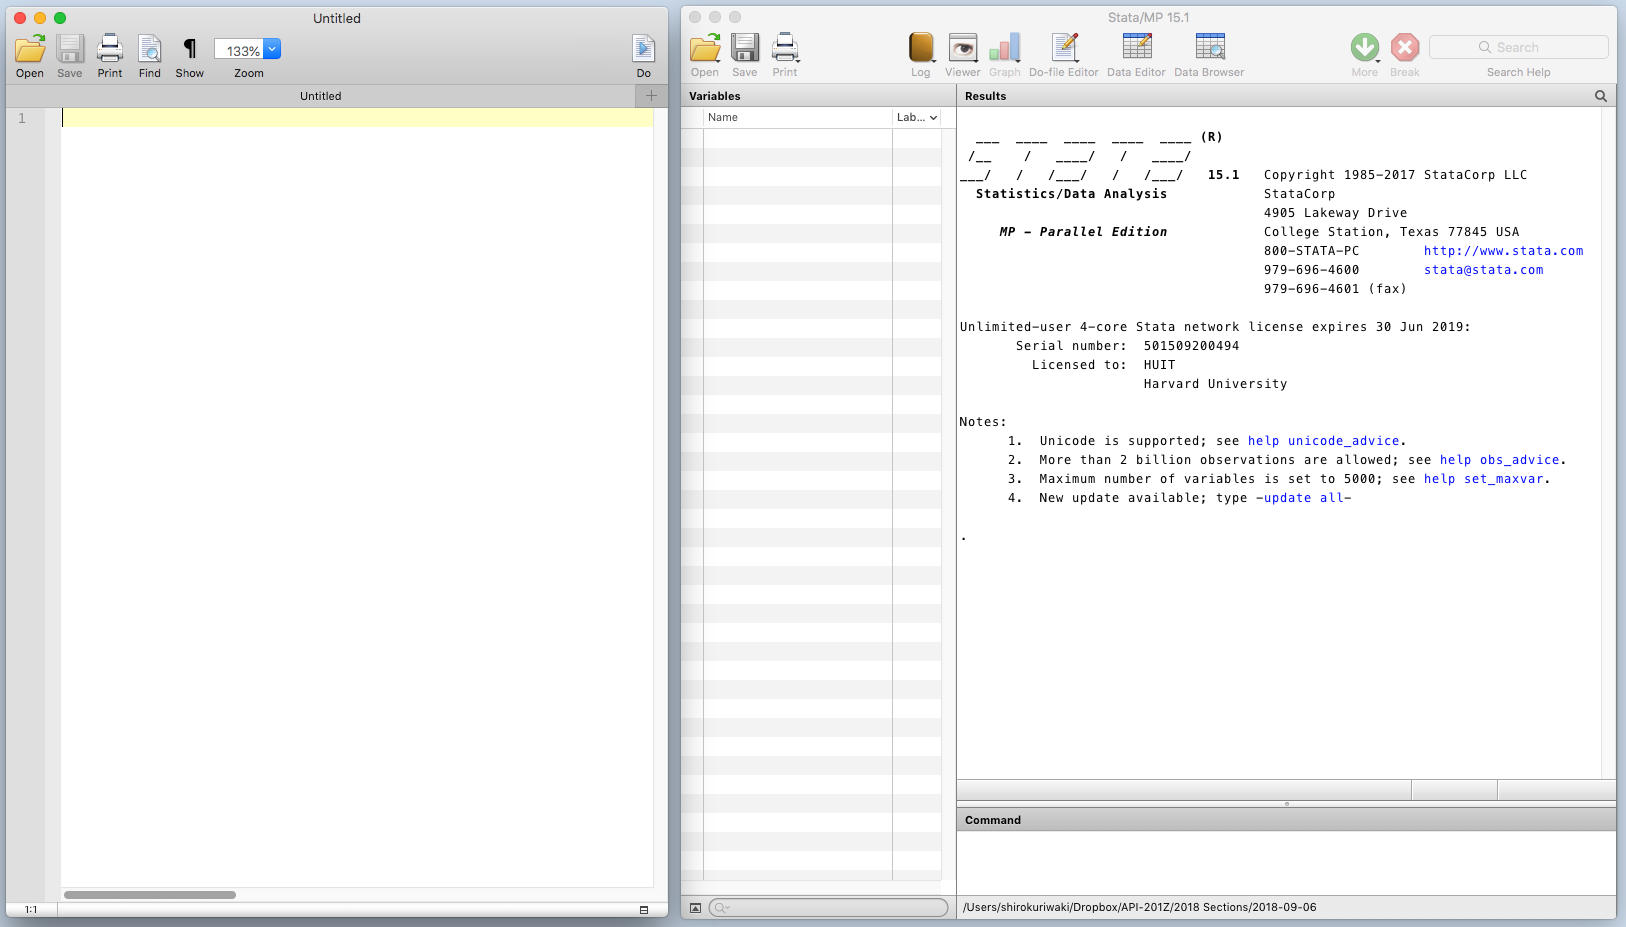 Untitled
Open Save Print Find Show 133% Zoom Do
Untitled +
1
1:1
Stata/MP 15.1
Open Save Print Log Viewer Graph Do-file Editor Data Editor Data Browser More Break Search
Search Help
Variables
Name Lab...
Results
___  ____  ____  ____  ____ (R)
/__    /   ____/   /   ____/
___/   /   /___/   /   /___/   15.1   Copyright 1985-2017 StataCorp LLC
Statistics/Data Analysis            StataCorp
4905 Lakeway Drive
MP - Parallel Edition            College Station, Texas 77845 USA
800-STATA-PC        http://www.stata.com
979-696-4600        stata@stata.com
979-696-4601 (fax)
Unlimited-user 4-core Stata network license expires 30 Jun 2019:
Serial number:  501509200494
Licensed to:  HUIT
Harvard University
Notes:
1.  Unicode is supported; see help unicode_advice.
2.  More than 2 billion observations are allowed; see help obs_advice.
3.  Maximum number of variables is set to 5000; see help set_maxvar.
4.  New update available; type -update all-
.
Command
/Users/shirokuriwaki/Dropbox/API-201Z/2018 Sections/2018-09-06